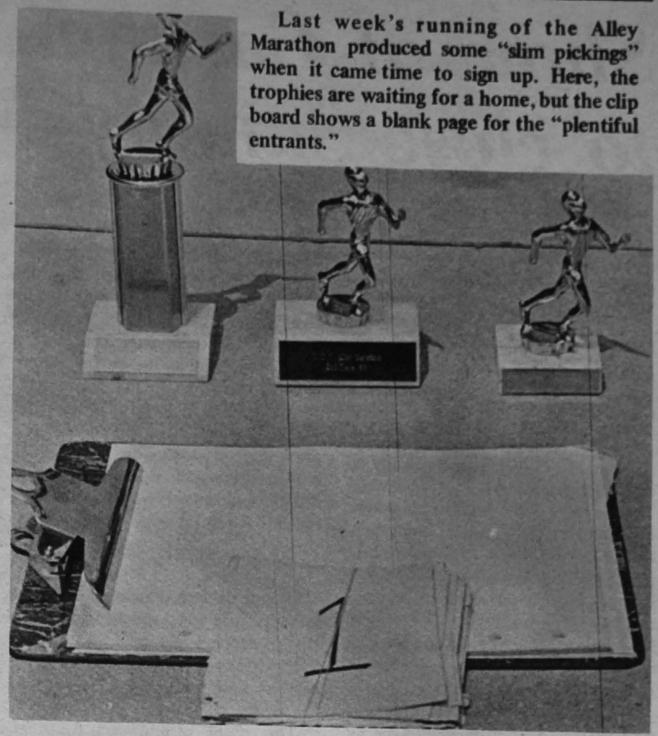 Last week's running of the Alley
Marathon produced some "slim pickings"
when it came time to sign up. Here, the
trophies are waiting for a home, but the clip
board shows a blank page for the "plentiful
entrants."
1